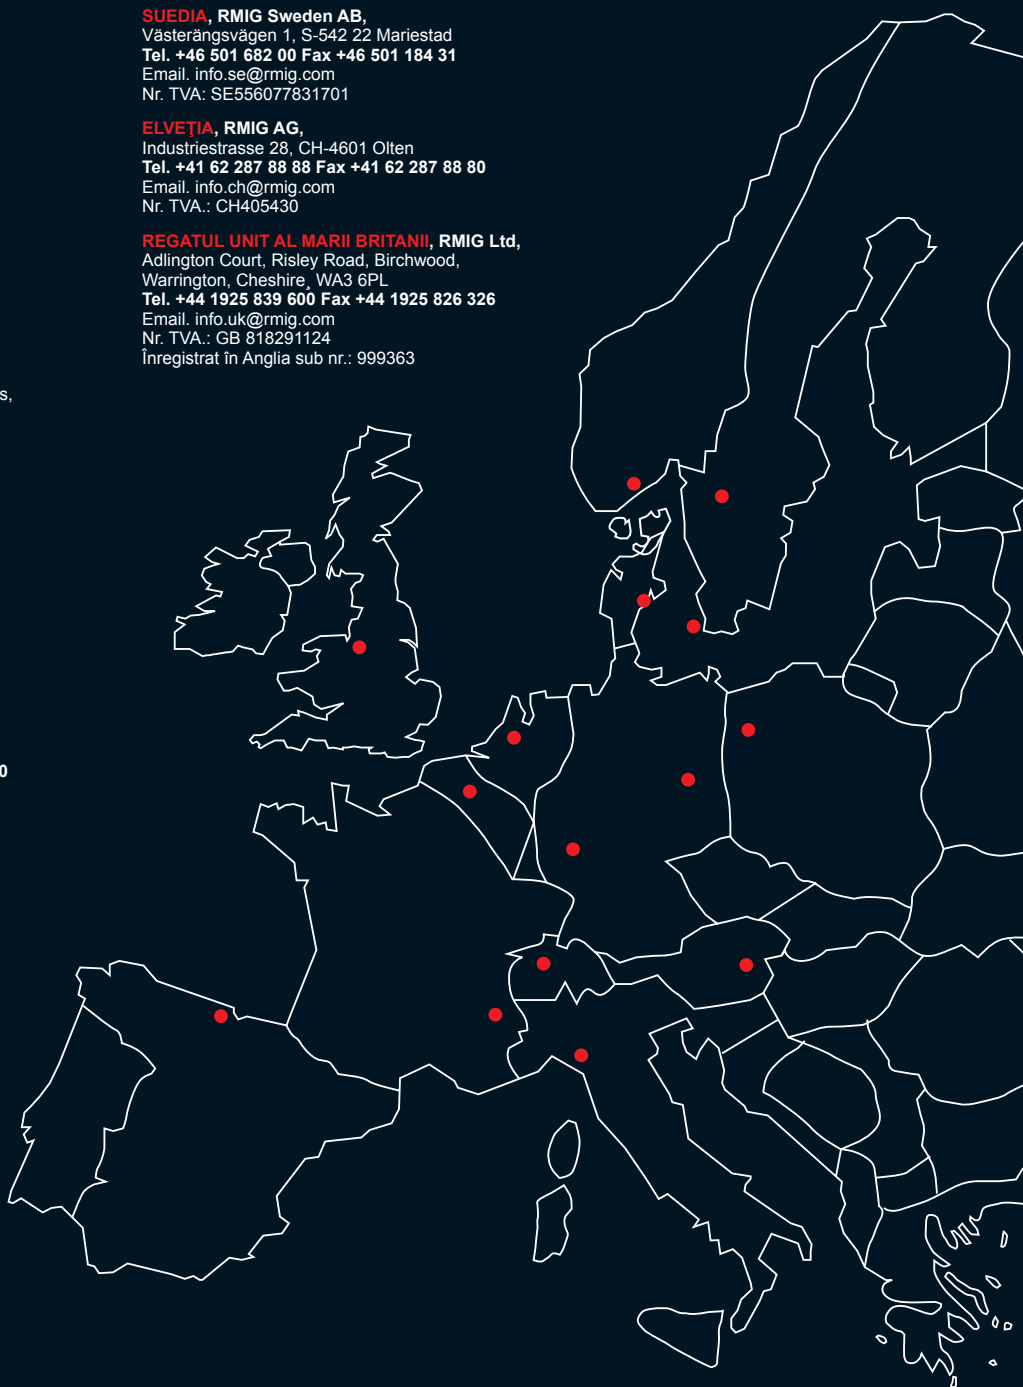 SUEDIA, RMIG Sweden AB,
Västerängsvägen 1, S-542 22 Mariestad
Tel. +46 501 682 00 Fax +46 501 184 31
Email. info.se@rmig.com
Nr. TVA: SE556077831701
ELVEŢIA, RMIG AG,
Industriestrasse 28, CH-4601 Olten
Tel. +41 62 287 88 88 Fax +41 62 287 88 80
Email. info.ch@rmig.com
Nr. TVA.: CH405430
REGATUL UNIT AL MARII BRITANII, RMIG Ltd,
Adlington Court, Risley Road, Birchwood,
Warrington, Cheshire¸ WA3 6PL
Tel. +44 1925 839 600 Fax +44 1925 826 326
Email. info.uk@rmig.com
Nr. TVA.: GB 818291124
Înregistrat în Anglia sub nr.: 999363
s,
0